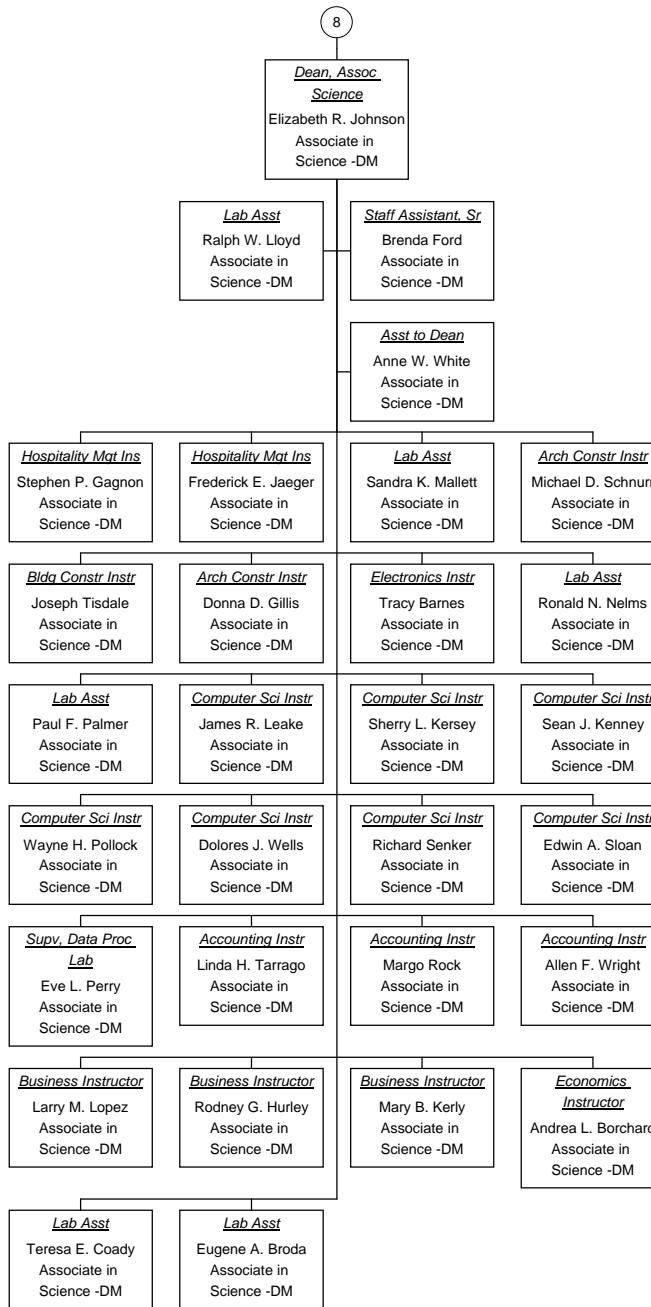 8
Dean, Assoc
Science
Elizabeth R. Johnson
Associate in
Science -DM
Lab Asst
Ralph W. Lloyd
Associate in
Science -DM
Staff Assistant, Sr
Brenda Ford
Associate in
Science -DM
Asst to Dean
Anne W. White
Associate in
Science -DM
Hospitality Mgt Ins
Stephen P. Gagnon
Associate in
Science -DM
Hospitality Mgt Ins
Frederick E. Jaeger
Associate in
Science -DM
Lab Asst
Sandra K. Mallett
Associate in
Science -DM
Arch Constr Instr
Michael D. Schnurr
Associate in
Science -DM
Bldg Constr Instr
Joseph Tisdale
Associate in
Science -DM
Arch Constr Instr
Donna D. Gillis
Associate in
Science -DM
Electronics Instr
Tracy Barnes
Associate in
Science -DM
Lab Asst
Ronald N. Nelms
Associate in
Science -DM
Lab Asst
Paul F. Palmer
Associate in
Science -DM
Computer Sci Instr
James R. Leake
Associate in
Science -DM
Computer Sci Instr
Sherry L. Kersey
Associate in
Science -DM
Computer Sci Instr
Sean J. Kenney
Associate in
Science -DM
Computer Sci Instr
Wayne H. Pollock
Associate in
Science -DM
Computer Sci Instr
Dolores J. Wells
Associate in
Science -DM
Computer Sci Instr
Richard Senker
Associate in
Science -DM
Computer Sci Instr
Edwin A. Sloan
Associate in
Science -DM
Supv, Data Proc
Lab
Eve L. Perry
Associate in
Science -DM
Accounting Instr
Linda H. Tarrago
Associate in
Science -DM
Accounting Instr
Margo Rock
Associate in
Science -DM
Accounting Instr
Allen F. Wright
Associate in
Science -DM
Business Instructor
Larry M. Lopez
Associate in
Science -DM
Business Instructor
Rodney G. Hurley
Associate in
Science -DM
Business Instructor
Mary B. Kerly
Associate in
Science -DM
Economics
Instructor
Andrea L. Borchard
Associate in
Science -DM
Lab Asst
Teresa E. Coady
Associate in
Science -DM
Lab Asst
Eugene A. Broda
Associate in
Science -DM